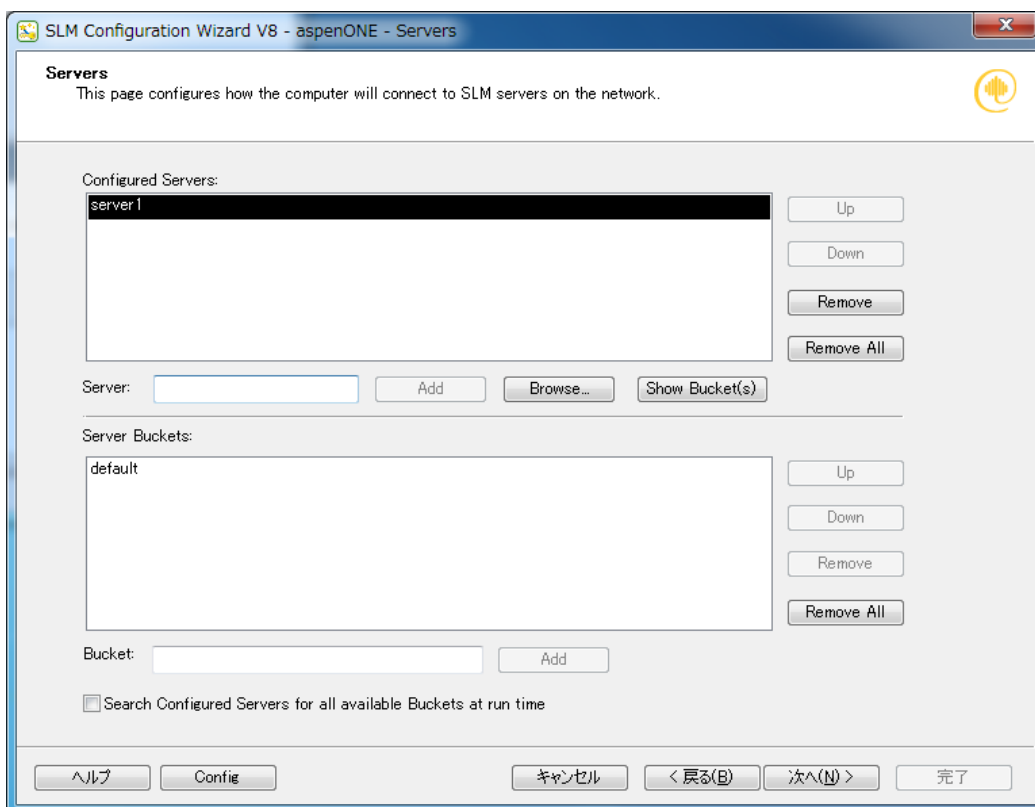 SLM Configuration Wizard V8 - aspenONE - Servers
Servers
This page configures how the computer will connect to SLM servers on the network.
Configured Servers:
server1
Up
Down
Remove
Remove All
Server:
Add
Browse...
Show Bucket(s)
Server Buckets:
default
Up
Down
Remove
Remove All
Bucket:
Add
Search Configured Servers for all available Buckets at run time
ヘルプ
Config
キャンセル
< 戻る(B)
次へ(N) >
完了